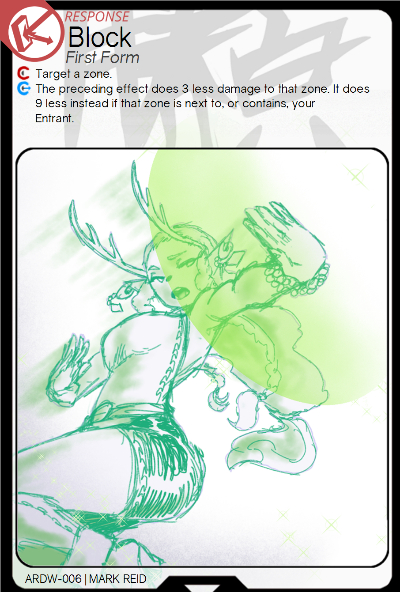 RESPONSE
Block
First Form
Target a zone.
The preceding effect does 3 less damage to that zone. It does
9 less instead if that zone is next to, or contains, your
Entrant.
ARDW-006 | MARK REID